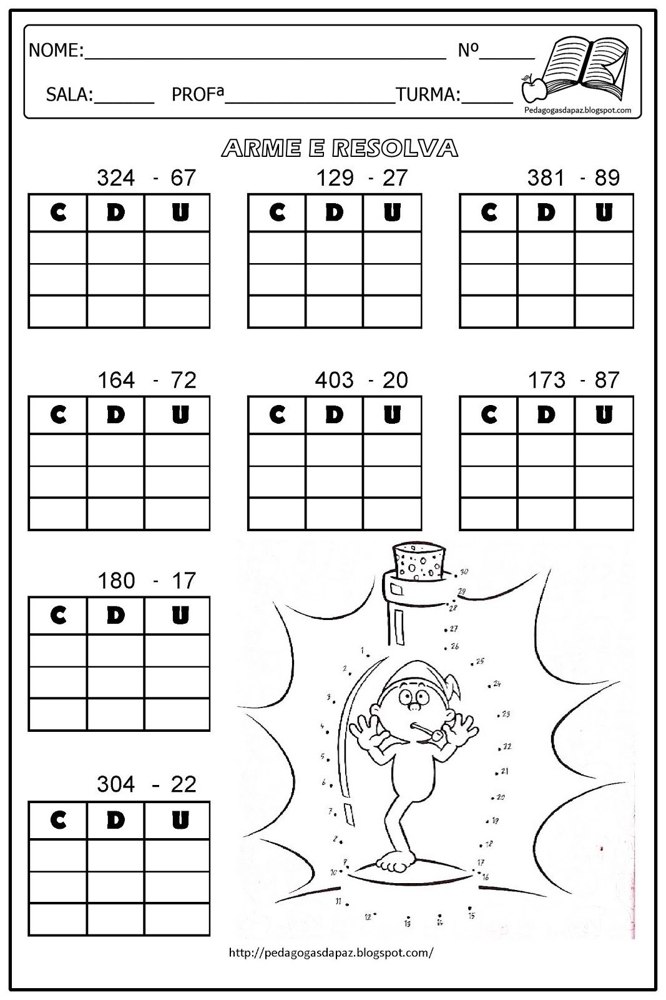 NOME:____________________ Nº______
SALA:______ PROFª________________TURMA:_____
Pedagogasdapaz.blogspot.com
ARME E RESOLVA
324 - 67 129 - 27 381 - 89
C D U C D U C D U
164 - 72 403 - 20 173 - 87
C D U C D U C D U
180 - 17
C D U
304 - 22
C D U
30
29
28
27
26
1
25
2
24
3
23
4
22
5
21
6
20
7
19
8
18
9
17
10
16
11
12
13
14
15
http://pedagogasdapaz.blogspot.com/